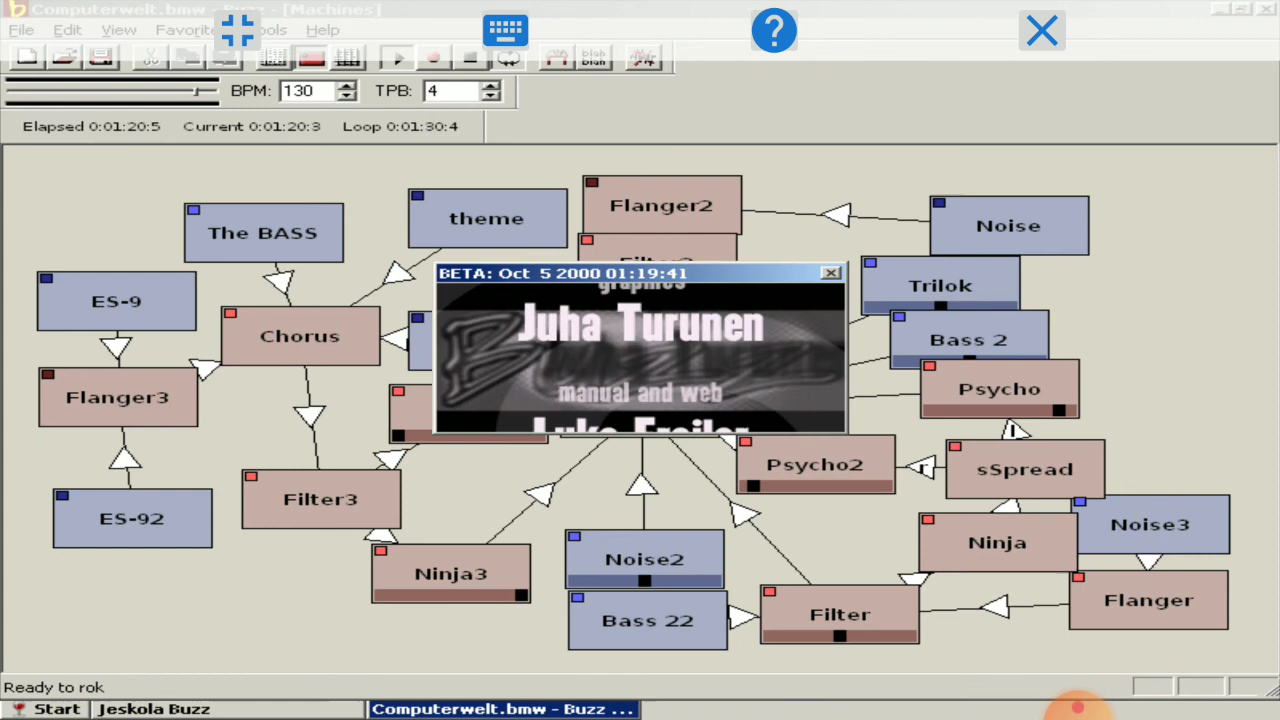 Computerwelt.bmw - Buzz - [Machines]
File Edit View Favorite ols Help
BPM: 130 TPB: 4
Elapsed 0:01:20:5 Current 0:01:20:3 Loop 0:01:30:4
The BASS
theme
Flanger2
Noise
ES-9
Chorus
Trilok
Bass 2
Flanger3
Psycho
BETA: Oct 5 2000 01:19:41
graphics
Juha Turunen
manual and web
Psycho2
r
l
sSpread
Filter3
ES-92
Noise3
Ninja
Ninja3
Noise2
Bass 22
Filter
Flanger
Ready to rok
Start Jeskola Buzz Computerwelt.bmw - Buzz ...